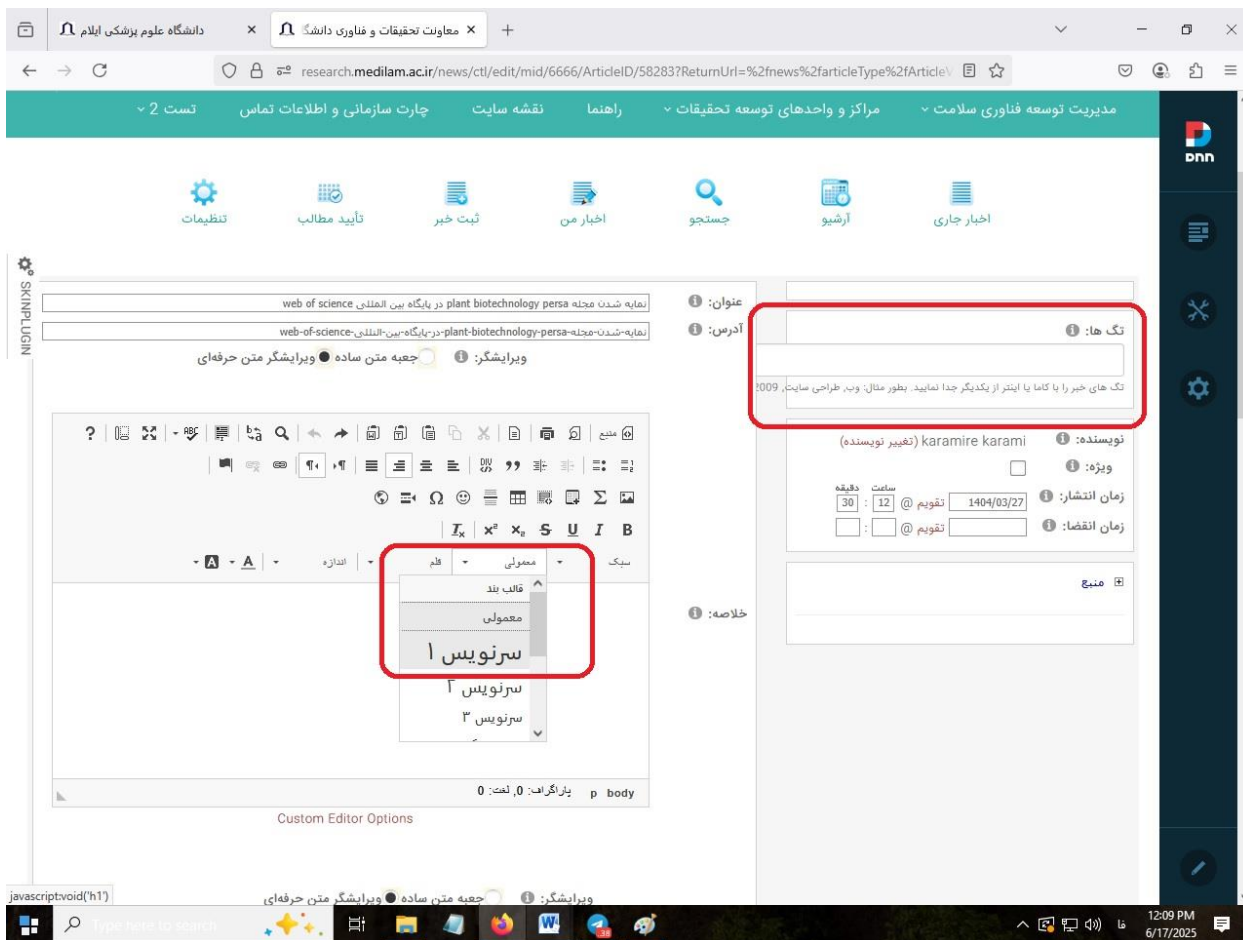 دانشگاه علوم پزشکی ایلام
معاونت تحقیقات و فناوری دانشگ
research.medilam.ac.ir/news/ctl/edit/mid/6666/ArticleID/58283?ReturnUrl=%2fnews%2farticleType%2fArticleV
مدیریت توسعه فناوری سلامت
مراکز و واحدهای توسعه تحقیقات
راهنما
نقشه سایت
چارت سازمانی و اطلاعات تماس
تست 2
DNN
اخبار جاری
آرشیو
جستجو
اخبار من
ثبت خبر
تأیید مطالب
تنظیمات
SKINPLUGIN
عنوان:
نمایه شدن مجله plant biotechnology persa در پایگاه بین المللی web of science
آدرس:
نمایه-شدن-مجله-plant-biotechnology-persa-در-پایگاه-بین-المللی-web-of-science
ویرایشگر: جعبه متن ساده ویرایشگر متن حرفه‌ای
تگ ها:
تگ های خبر را با کاما یا اینتر از یکدیگر جدا نمایید. بطور مثال: وب, طراحی سایت, 2009
نویسنده: karamire karami (تغییر نویسنده)
ویژه:
ساعت دقیقه
زمان انتشار: 1404/03/27 تقویم @ 12 : 30
زمان انقضا: تقویم @ :
منبع
منبع
B I U S x₂ x² Tx
سبک معمولی قلم اندازه A A
قالب بند
معمولی
سرنویس ۱
سرنویس ۲
سرنویس ۳
خلاصه:
پاراگراف: 0, لغت: 0
body p
Custom Editor Options
ویرایشگر: جعبه متن ساده ویرایشگر متن حرفه‌ای
javascript:void('h1')
Type here to search
38
فا
12:09 PM
6/17/2025